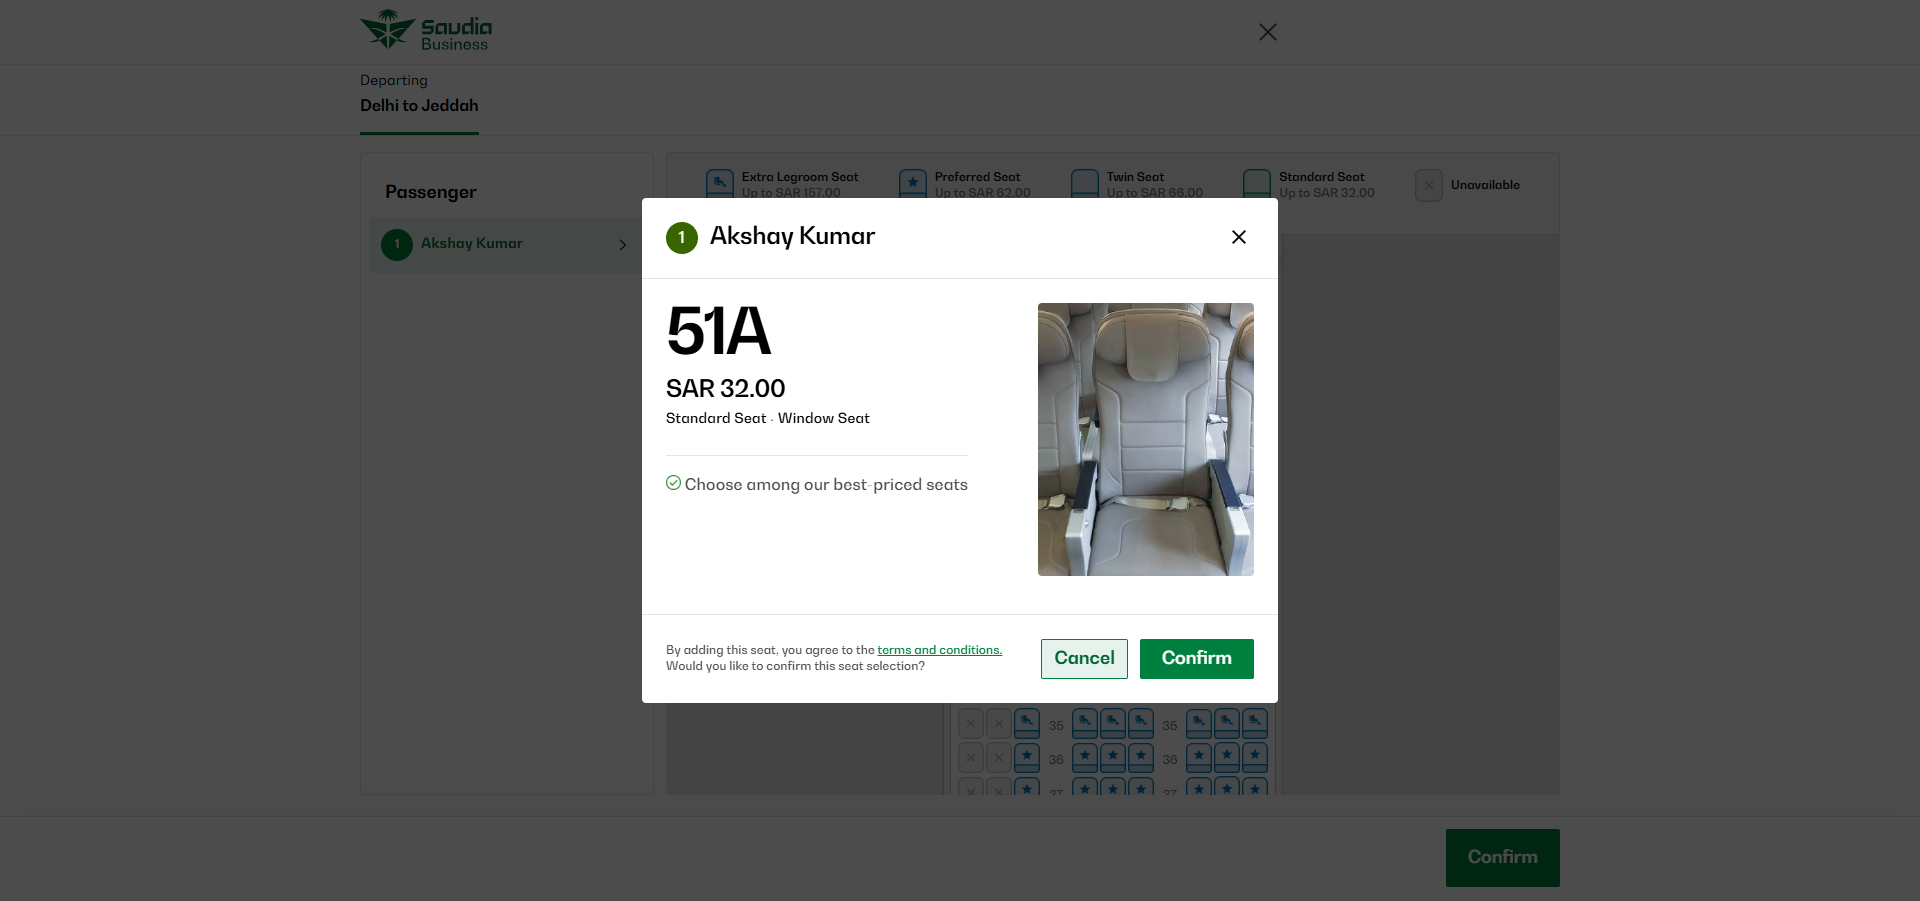 Saudia
Business
Departing
Delhi to Jeddah
Passenger
1 Akshay Kumar
Extra Legroom Seat
Up to SAR 157.00
Preferred Seat
Up to SAR 62.00
Twin Seat
Up to SAR 66.00
Standard Seat
Up to SAR 32.00
Unavailable
1 Akshay Kumar
51A
SAR 32.00
Standard Seat · Window Seat
Choose among our best-priced seats
By adding this seat, you agree to the terms and conditions.
Would you like to confirm this seat selection?
Cancel
Confirm
35 35
36 36
37 37
Confirm